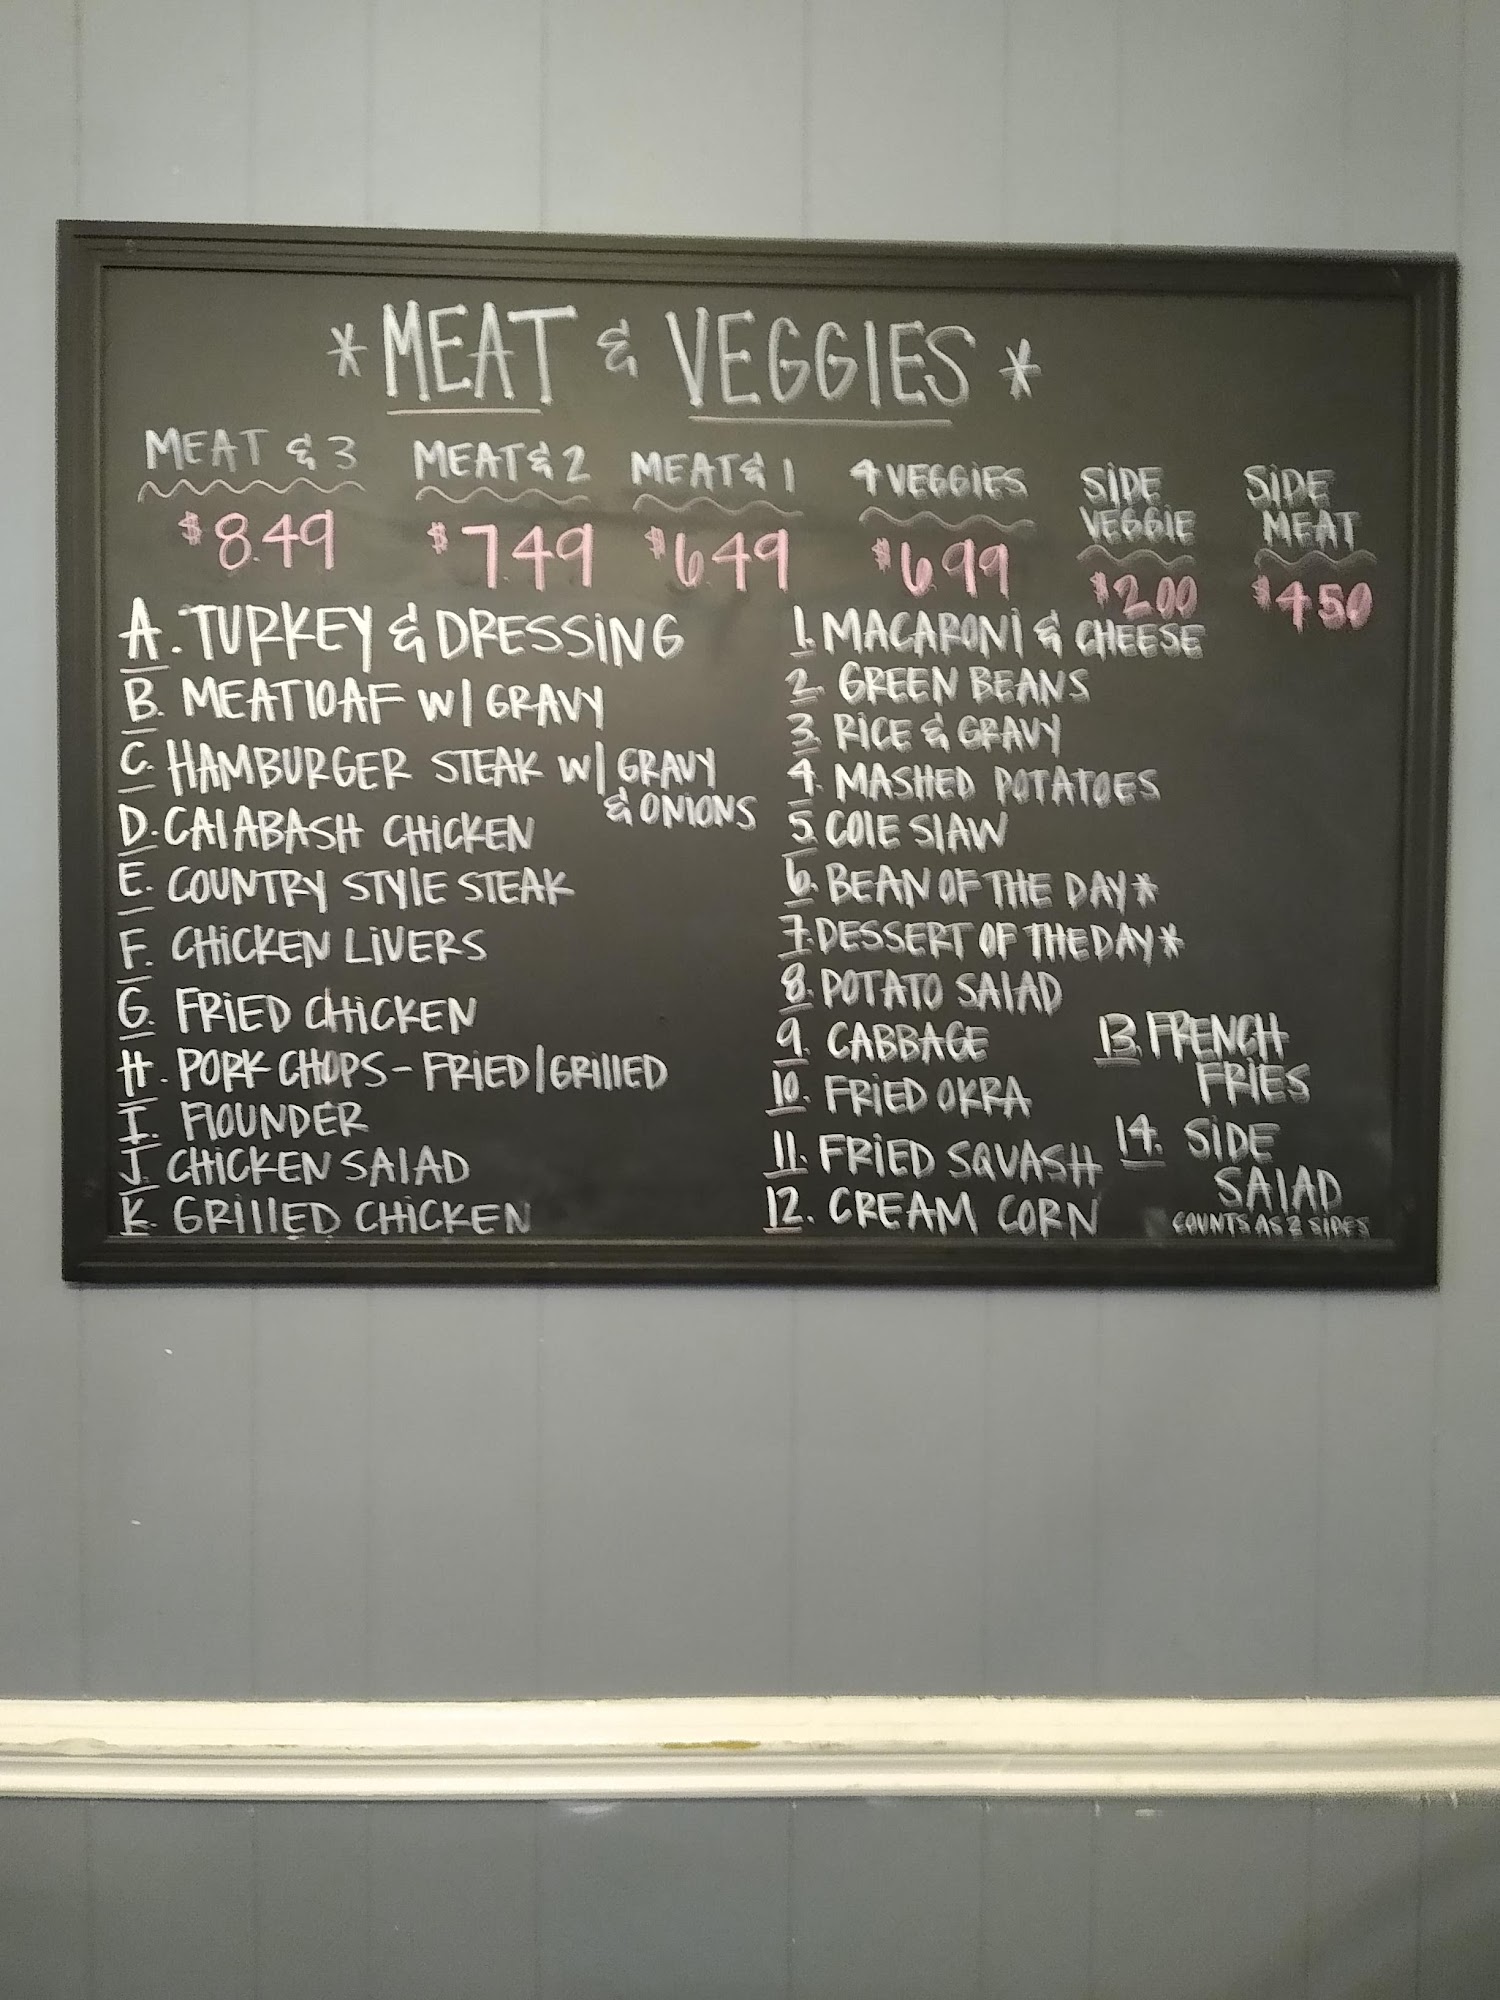 * MEAT & VEGGIES *
MEAT & 3 MEAT & 2 MEAT & 1 4 VEGGIES SIDE VEGGIE SIDE MEAT
$8.49 $7.49 $6.49 $6.99 $2.00 $4.50
A. TURKEY & DRESSING
B. MEATLOAF W/ GRAVY
C. HAMBURGER STEAK W/ GRAVY
& ONIONS
D. CALABASH CHICKEN
E. COUNTRY STYLE STEAK
F. CHICKEN LIVERS
G. FRIED CHICKEN
H. PORK CHOPS - FRIED/GRILLED
I. FLOUNDER
J. CHICKEN SALAD
K. GRILLED CHICKEN
1. MACARONI & CHEESE
2. GREEN BEANS
3. RICE & GRAVY
4. MASHED POTATOES
5. COLE SLAW
6. BEAN OF THE DAY*
7. DESSERT OF THE DAY*
8. POTATO SALAD
9. CABBAGE
10. FRIED OKRA
11. FRIED SQUASH
12. CREAM CORN
13. FRENCH
FRIES
14. SIDE
SALAD
COUNTS AS 2 SIDES